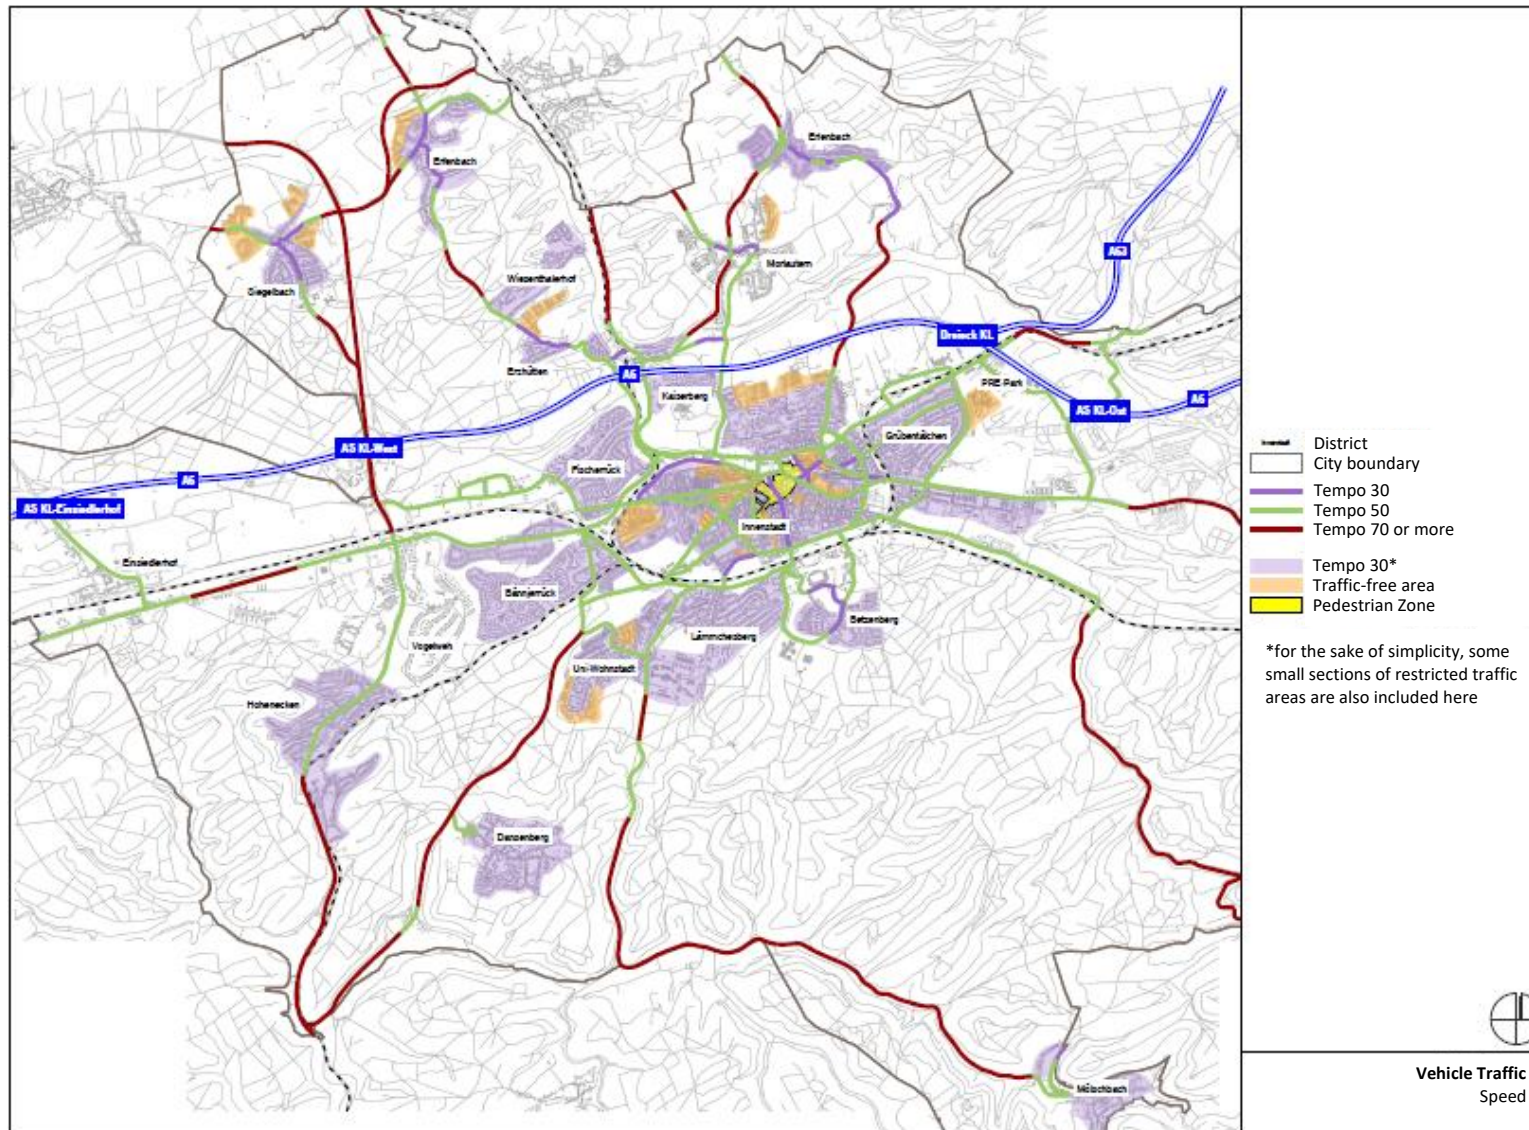 Erfenbach
Erlenbach
Siegelbach
Wiesenthalerhof
Morlautern
A63
Erzhütten
A6
Dreieck KL
Kaiserberg
PRE-Park
AS KL-Ost
A6
AS KL-West
Fischerrück
Grübentälchen
A6
AS KL-Einsiedlerhof
Innenstadt
Einsiedlerhof
Bännjerrück
Betzenberg
Vogelweh
Lämmchesberg
Uni-Wohnstadt
Hohenecken
Dansenberg
Mölschbach
Innenstadt District
City boundary
Tempo 30
Tempo 50
Tempo 70 or more
Tempo 30*
Traffic-free area
Pedestrian Zone
*for the sake of simplicity, some
small sections of restricted traffic
areas are also included here
Vehicle Traffic
Speed